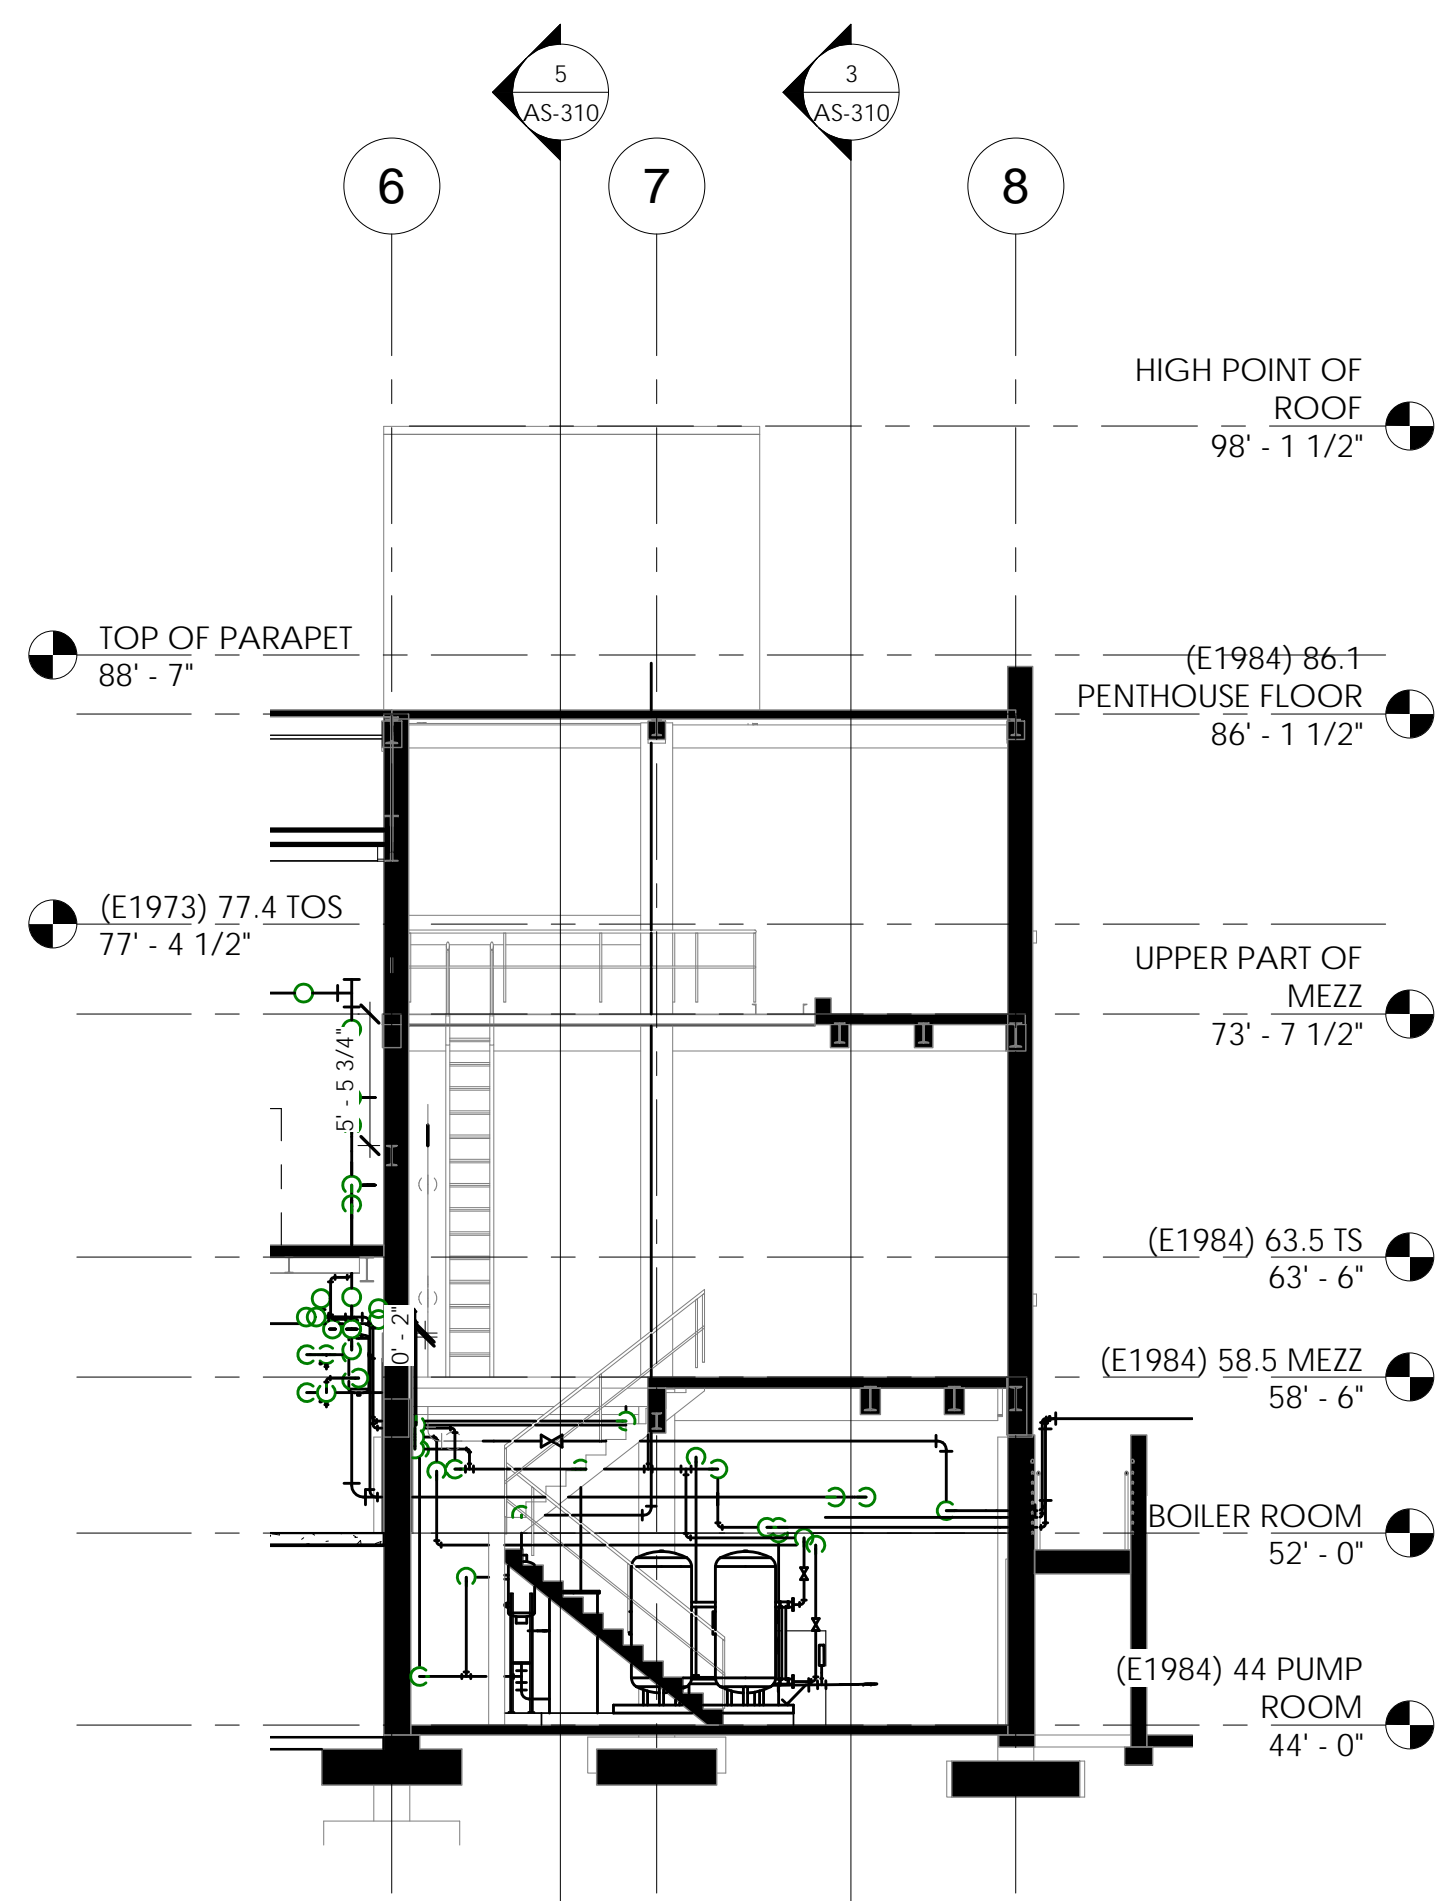 5
AS-310
3
AS-310
6
7
8
HIGH POINT OF
ROOF
98' - 1 1/2"
TOP OF PARAPET
88' - 7"
(E1984) 86.1
PENTHOUSE FLOOR
86' - 1 1/2"
(E1973) 77.4 TOS
77' - 4 1/2"
UPPER PART OF
MEZZ
73' - 7 1/2"
5' - 5 3/4"
(E1984) 63.5 TS
63' - 6"
0' - 2"
(E1984) 58.5 MEZZ
58' - 6"
BOILER ROOM
52' - 0"
(E1984) 44 PUMP
ROOM
44' - 0"